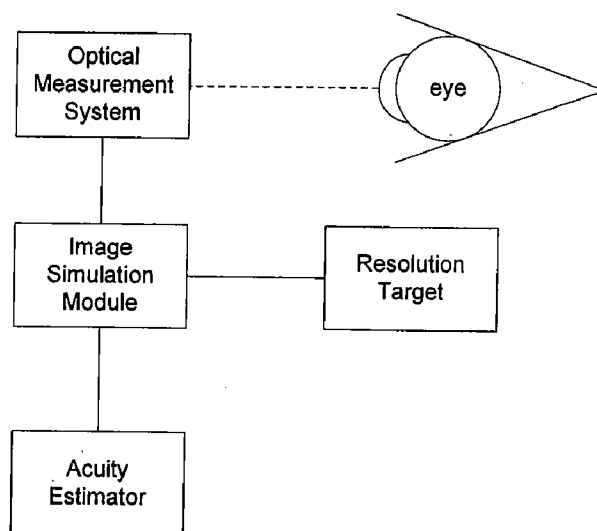 Optical
Measurement
System
eye
Image
Simulation
Module
Resolution
Target
Acuity
Estimator